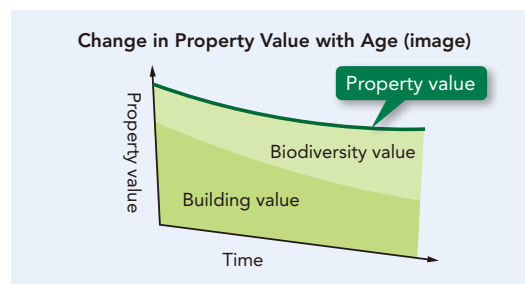 Change in Property Value with Age (image)
Property value
Property value
Biodiversity value
Building value
Time